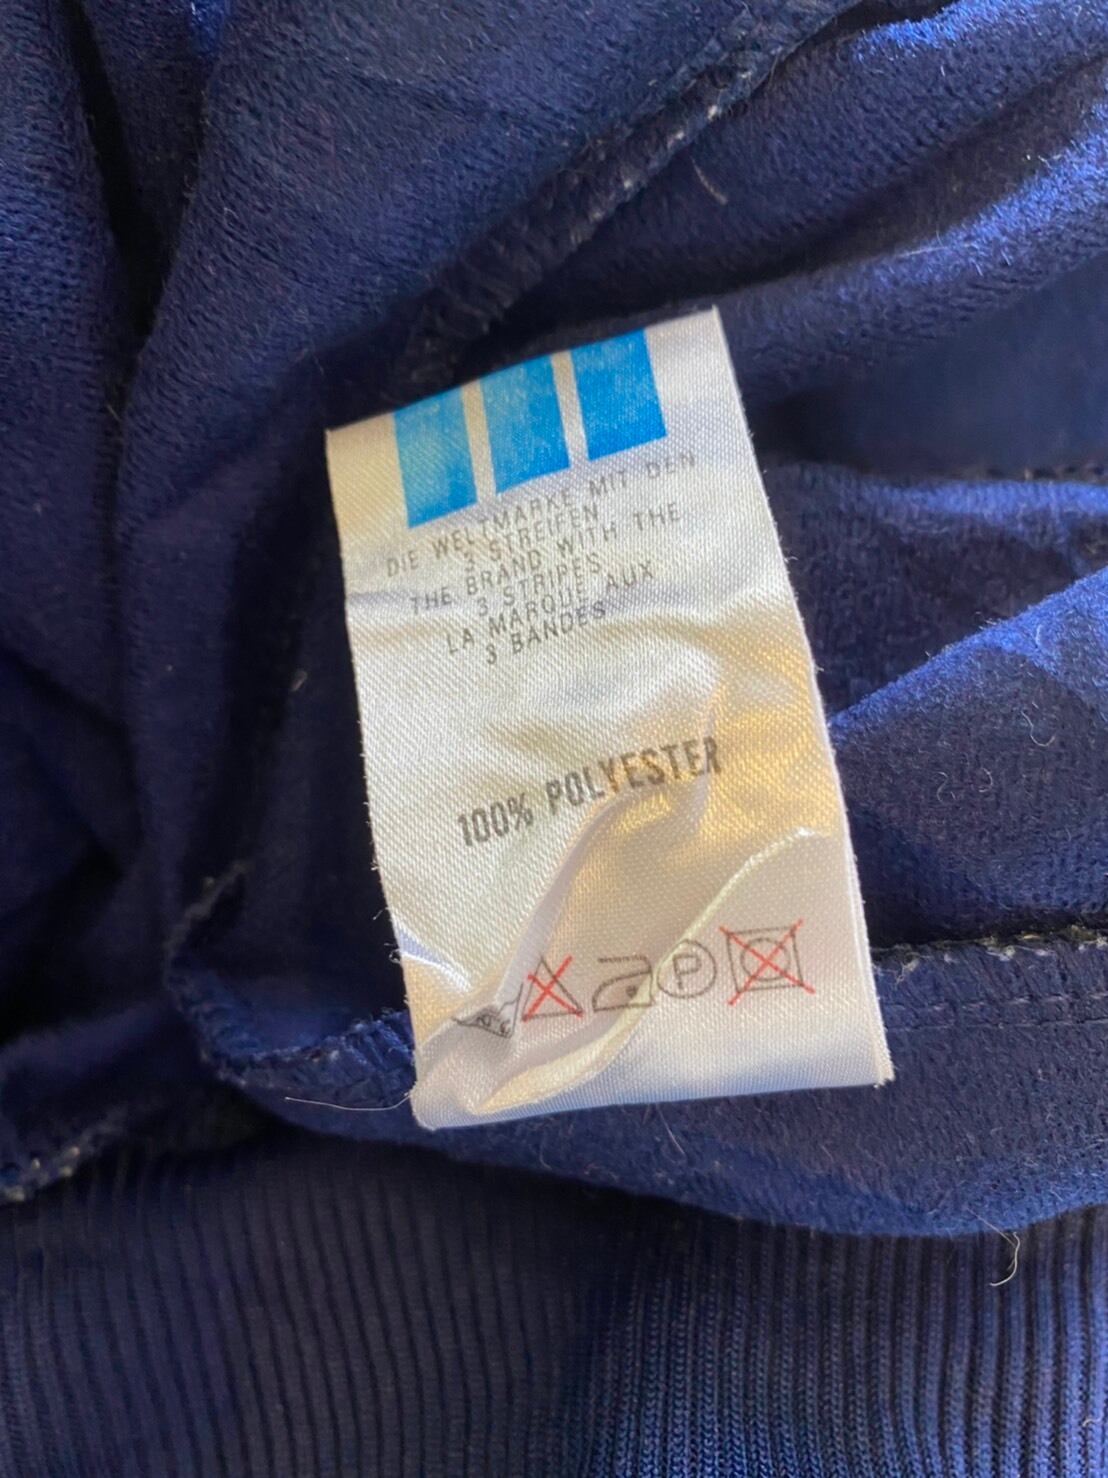 DIE WELTMARKE MIT DEN
3 STREIFEN
THE BRAND WITH THE
3 STRIPES
LA MARQUE AUX
3 BANDES
100% POLYESTER
P